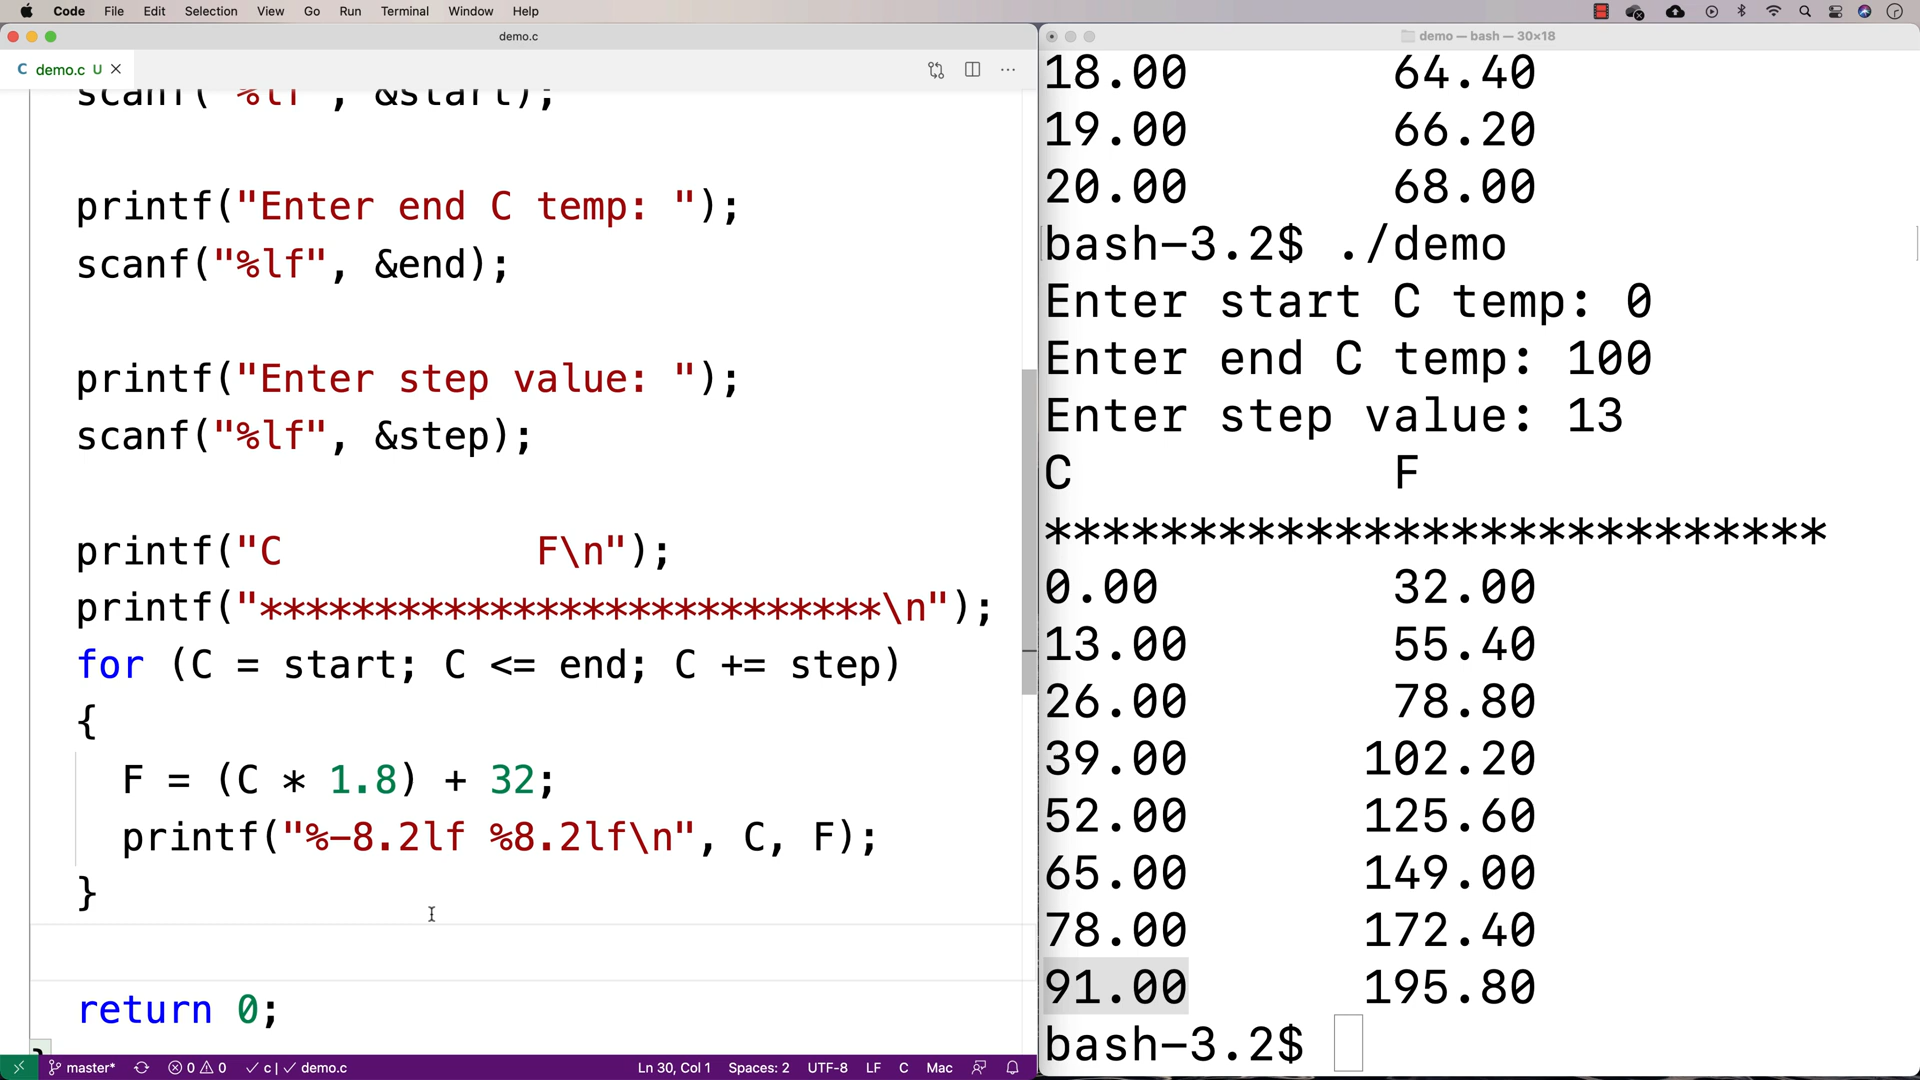 Code File Edit Selection View Go Run Terminal Window Help
demo.c
C demo.c U
scanf("%lf", &start);
printf("Enter end C temp: ");
scanf("%lf", &end);
printf("Enter step value: ");
scanf("%lf", &step);
printf("C           F\n");
printf("***************************\n");
for (C = start; C <= end; C += step)
{
F = (C * 1.8) + 32;
printf("%-8.2lf %8.2lf\n", C, F);
}
return 0;
}
master* 0 0 c | demo.c Ln 30, Col 1 Spaces: 2 UTF-8 LF C Mac
demo — bash — 30×18
18.00 64.40
19.00 66.20
20.00 68.00
bash-3.2$ ./demo
Enter start C temp: 0
Enter end C temp: 100
Enter step value: 13
C F
***************************
0.00 32.00
13.00 55.40
26.00 78.80
39.00 102.20
52.00 125.60
65.00 149.00
78.00 172.40
91.00 195.80
bash-3.2$